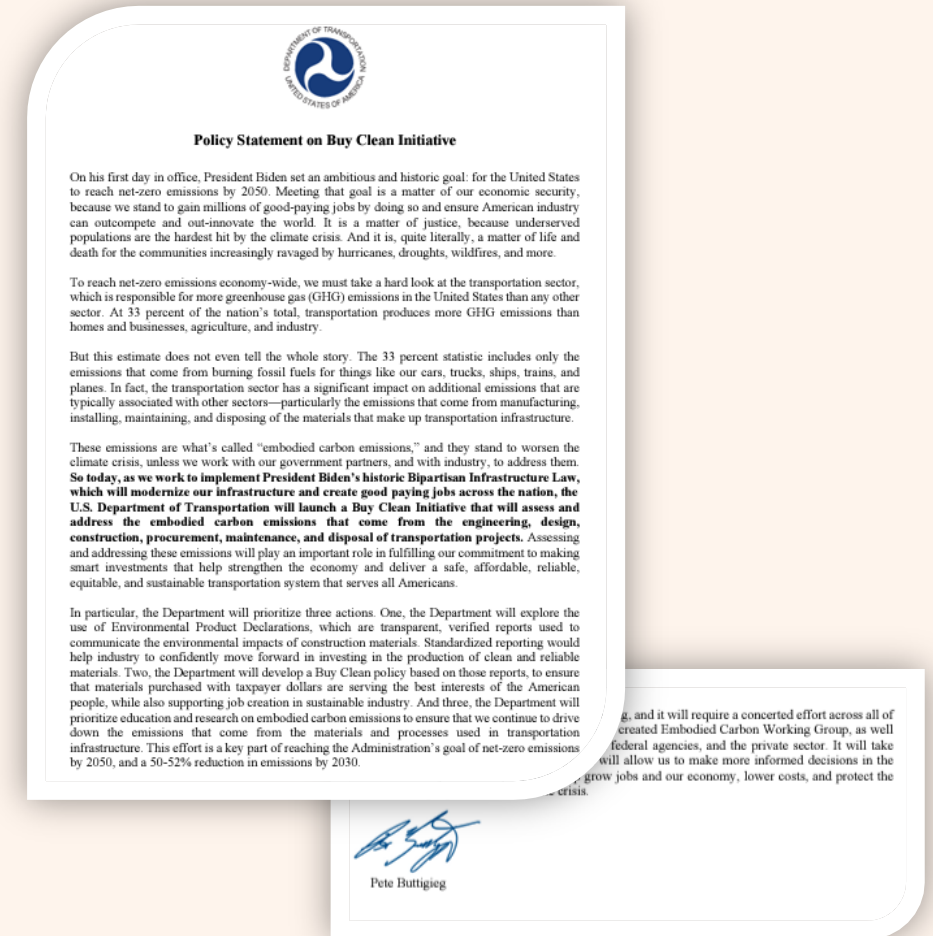 DEPARTMENT OF TRANSPORTATION
UNITED STATES OF AMERICA
Policy Statement on Buy Clean Initiative
On his first day in office, President Biden set an ambitious and historic goal: for the United States
to reach net-zero emissions by 2050. Meeting that goal is a matter of our economic security,
because we stand to gain millions of good-paying jobs by doing so and ensure American industry
can outcompete and out-innovate the world. It is a matter of justice, because underserved
populations are the hardest hit by the climate crisis. And it is, quite literally, a matter of life and
death for the communities increasingly ravaged by hurricanes, droughts, wildfires, and more.
To reach net-zero emissions economy-wide, we must take a hard look at the transportation sector,
which is responsible for more greenhouse gas (GHG) emissions in the United States than any other
sector. At 33 percent of the nation's total, transportation produces more GHG emissions than
homes and businesses, agriculture, and industry.
But this estimate does not even tell the whole story. The 33 percent statistic includes only the
emissions that come from burning fossil fuels for things like our cars, trucks, ships, trains, and
planes. In fact, the transportation sector has a significant impact on additional emissions that are
typically associated with other sectors—particularly the emissions that come from manufacturing,
installing, maintaining, and disposing of the materials that make up transportation infrastructure.
These emissions are what's called “embodied carbon emissions,” and they stand to worsen the
climate crisis, unless we work with our government partners, and with industry, to address them.
So today, as we work to implement President Biden's historic Bipartisan Infrastructure Law,
which will modernize our infrastructure and create good paying jobs across the nation, the
U.S. Department of Transportation will launch a Buy Clean Initiative that will assess and
address the embodied carbon emissions that come from the engineering, design,
construction, procurement, maintenance, and disposal of transportation projects. Assessing
and addressing these emissions will play an important role in fulfilling our commitment to making
smart investments that help strengthen the economy and deliver a safe, affordable, reliable,
equitable, and sustainable transportation system that serves all Americans.
In particular, the Department will prioritize three actions. One, the Department will explore the
use of Environmental Product Declarations, which are transparent, verified reports used to
communicate the environmental impacts of construction materials. Standardized reporting would
help industry to confidently move forward in investing in the production of clean and reliable
materials. Two, the Department will develop a Buy Clean policy based on those reports, to ensure
that materials purchased with taxpayer dollars are serving the best interests of the American
people, while also supporting job creation in sustainable industry. And three, the Department will
prioritize education and research on embodied carbon emissions to ensure that we continue to drive
down the emissions that come from the materials and processes used in transportation
infrastructure. This effort is a key part of reaching the Administration's goal of net-zero emissions
by 2050, and a 50-52% reduction in emissions by 2030.
g, and it will require a concerted effort across all of
created Embodied Carbon Working Group, as well
federal agencies, and the private sector. It will take
will allow us to make more informed decisions in the
, grow jobs and our economy, lower costs, and protect the
crisis.
Pete Buttigieg